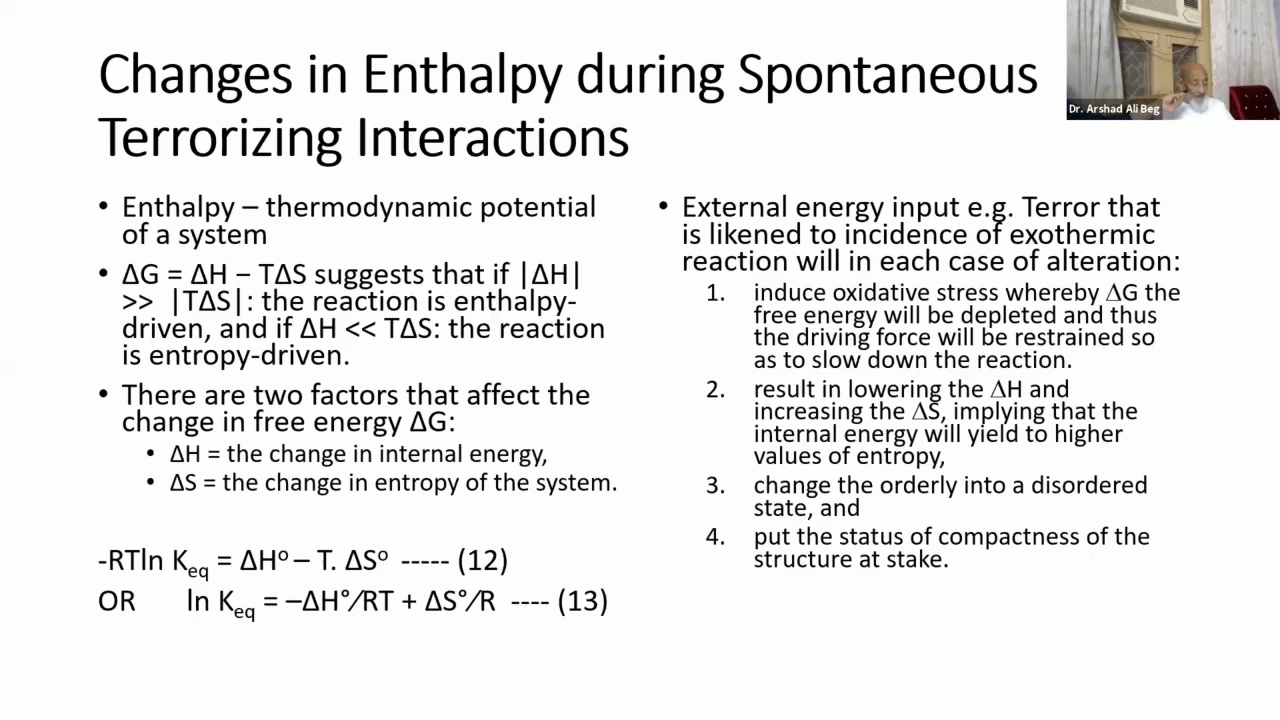 Changes in Enthalpy during Spontaneous
Terrorizing Interactions
Dr. Arshad Ali Beg
• Enthalpy – thermodynamic potential
of a system
• ΔG = ΔH − TΔS suggests that if |ΔH|
>> |TΔS|: the reaction is enthalpy-
driven, and if ΔH << TΔS: the reaction
is entropy-driven.
• There are two factors that affect the
change in free energy ΔG:
• ΔH = the change in internal energy,
• ΔS = the change in entropy of the system.
-RTln Keq = ΔHº – T. ΔSº ----- (12)
OR ln Keq = –ΔH°⁄RT + ΔS°⁄R ---- (13)
• External energy input e.g. Terror that
is likened to incidence of exothermic
reaction will in each case of alteration:
1. induce oxidative stress whereby ΔG the
free energy will be depleted and thus
the driving force will be restrained so
as to slow down the reaction.
2. result in lowering the ΔH and
increasing the ΔS, implying that the
internal energy will yield to higher
values of entropy,
3. change the orderly into a disordered
state, and
4. put the status of compactness of the
structure at stake.